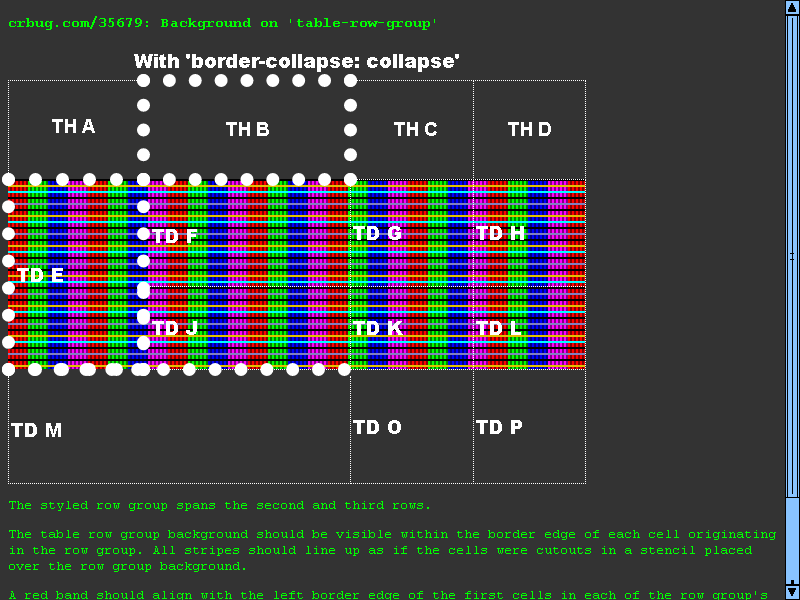 crbug.com/35679: Background on 'table-row-group'
With 'border-collapse: collapse'
TH A
TH B
TH C
TH D
TD E
TD F
TD G
TD H
TD J
TD K
TD L
TD M
TD O
TD P
The styled row group spans the second and third rows.
The table row group background should be visible within the border edge of each cell originating
in the row group. All stripes should line up as if the cells were cutouts in a stencil placed
over the row group background.
A red band should align with the left border edge of the first cells in each of the row group's